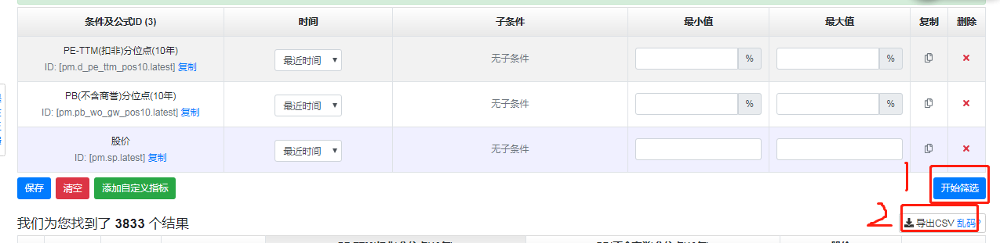 条件及公式ID (3) 时间 子条件 最小值 最大值 复制 删除
PE-TTM(扣非)分位点(10年)
ID: [pm.d_pe_ttm_pos10.latest] 复制 最近时间 无子条件 % %
PB(不含商誉)分位点(10年)
ID: [pm.pb_wo_gw_pos10.latest] 复制 最近时间 无子条件 % %
股价
ID: [pm.sp.latest] 复制 最近时间 无子条件
保存 清空 添加自定义指标 1 开始筛选
我们为您找到了 3833 个结果 2 导出CSV 乱码?